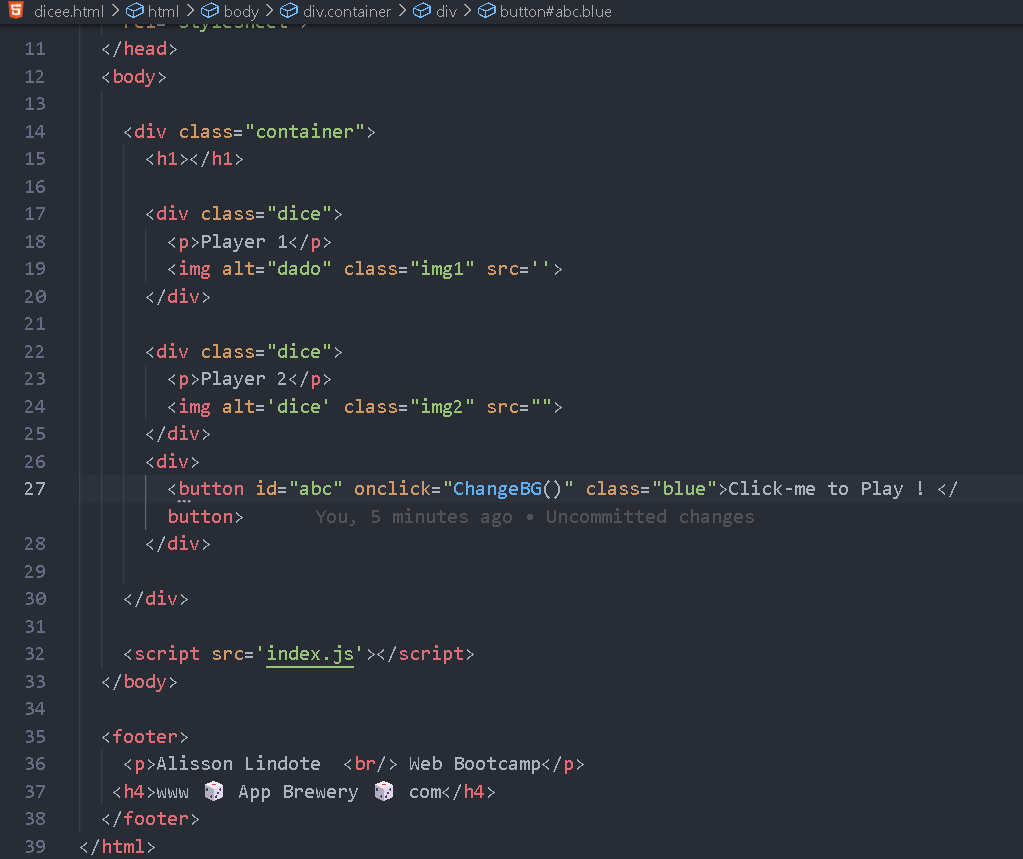 dicee.html > html > body > div.container > div > button#abc.blue
11 </head>
12 <body>
13
14 <div class="container">
15 <h1></h1>
16
17 <div class="dice">
18 <p>Player 1</p>
19 <img alt="dado" class="img1" src=''>
20 </div>
21
22 <div class="dice">
23 <p>Player 2</p>
24 <img alt='dice' class="img2" src="">
25 </div>
26 <div>
27 <button id="abc" onclick="ChangeBG()" class="blue">Click-me to Play ! </
button> You, 5 minutes ago • Uncommitted changes
28 </div>
29
30 </div>
31
32 <script src='index.js'></script>
33 </body>
34
35 <footer>
36 <p>Alisson Lindote <br/> Web Bootcamp</p>
37 <h4>www 🎲 App Brewery 🎲 com</h4>
38 </footer>
39 </html>